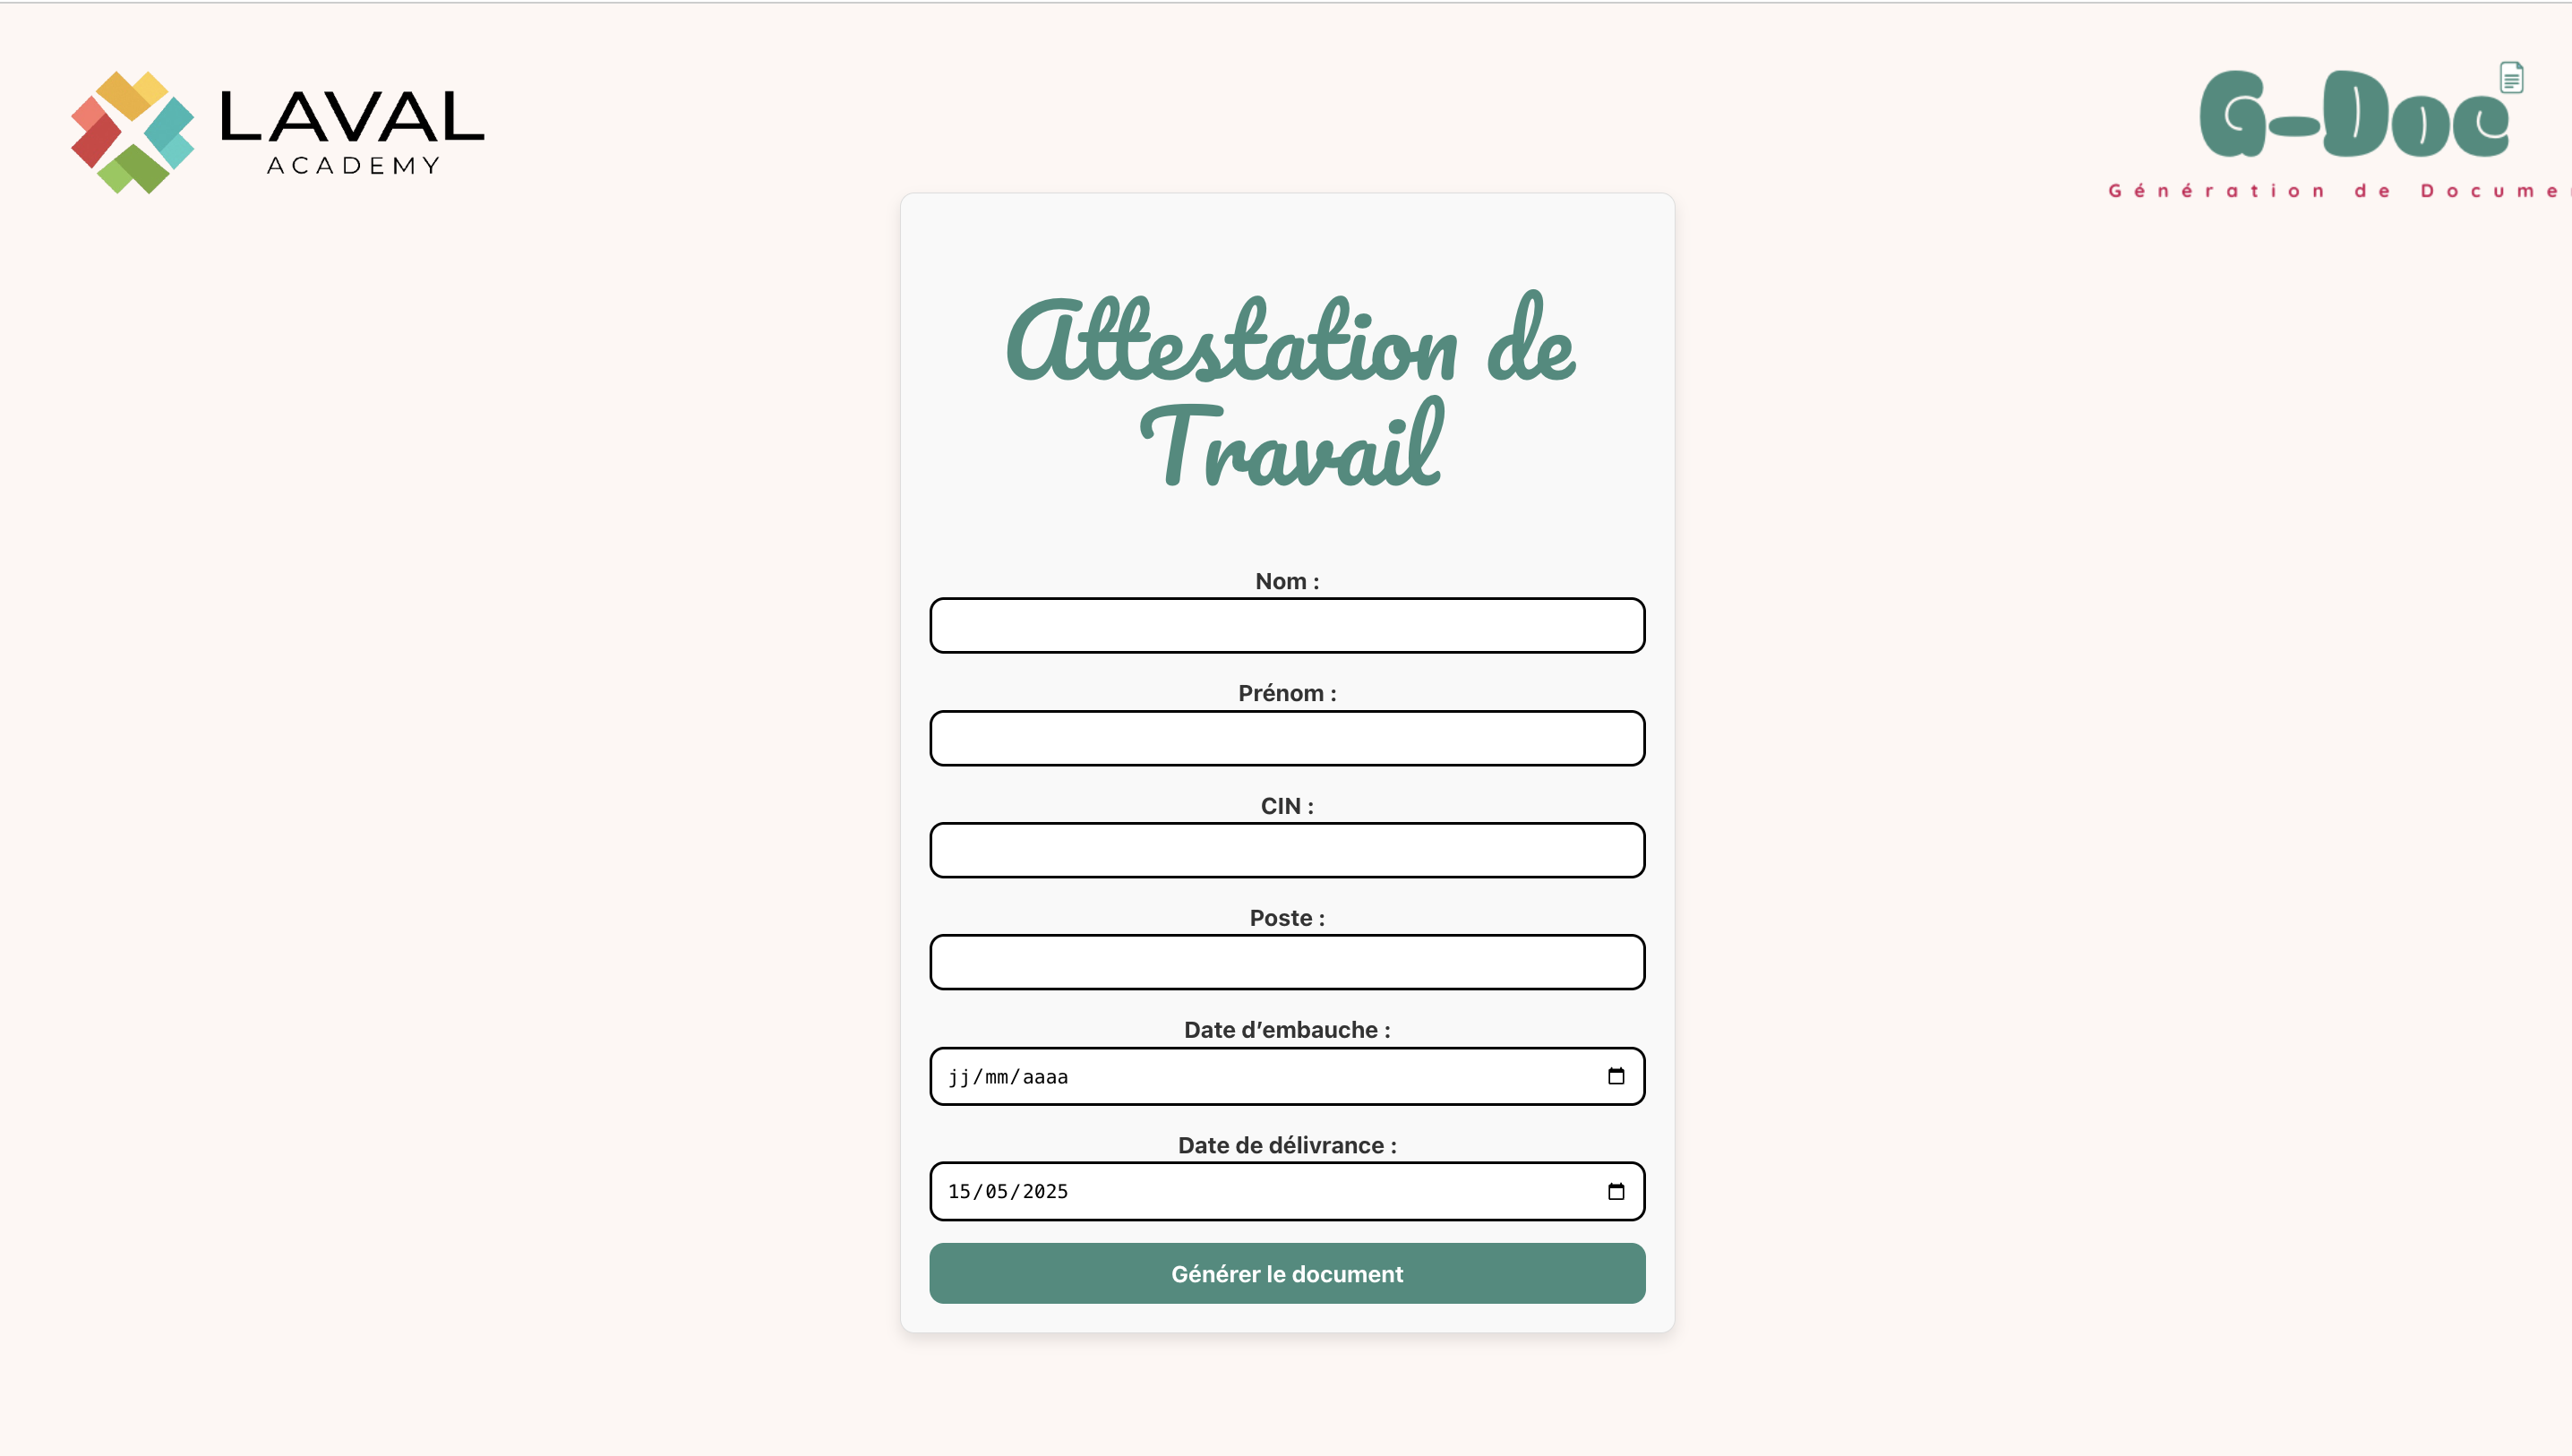 LAVAL
ACADEMY
G-Doc
Génération de Docume
Attestation de
Travail
Nom :
Prénom :
CIN :
Poste :
Date d’embauche :
jj/mm/aaaa
Date de délivrance :
15/05/2025
Générer le document